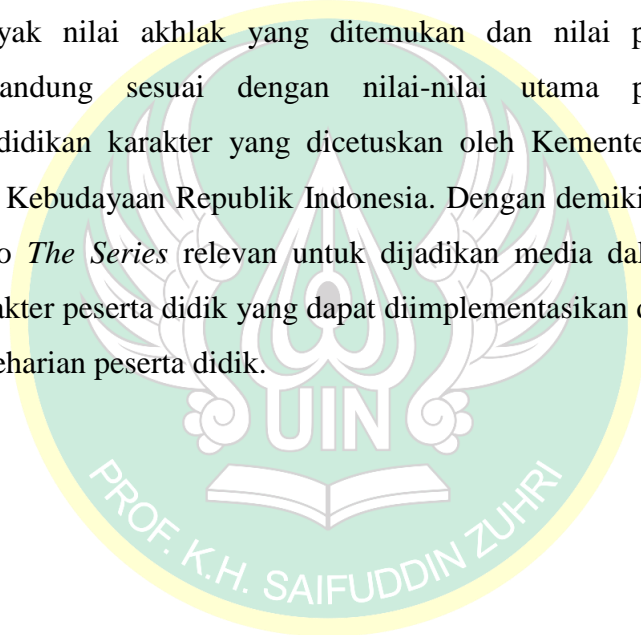 yak nilai akhlak yang ditemukan dan nilai p
andung sesuai dengan nilai-nilai utama p
didikan karakter yang dicetuskan oleh Kemente
Kebudayaan Republik Indonesia. Dengan demiki
o The Series relevan untuk dijadikan media dal
akter peserta didik yang dapat diimplementasikan d
eharian peserta didik.
UIN
PROF. K.H. SAIFUDDIN ZUHRI